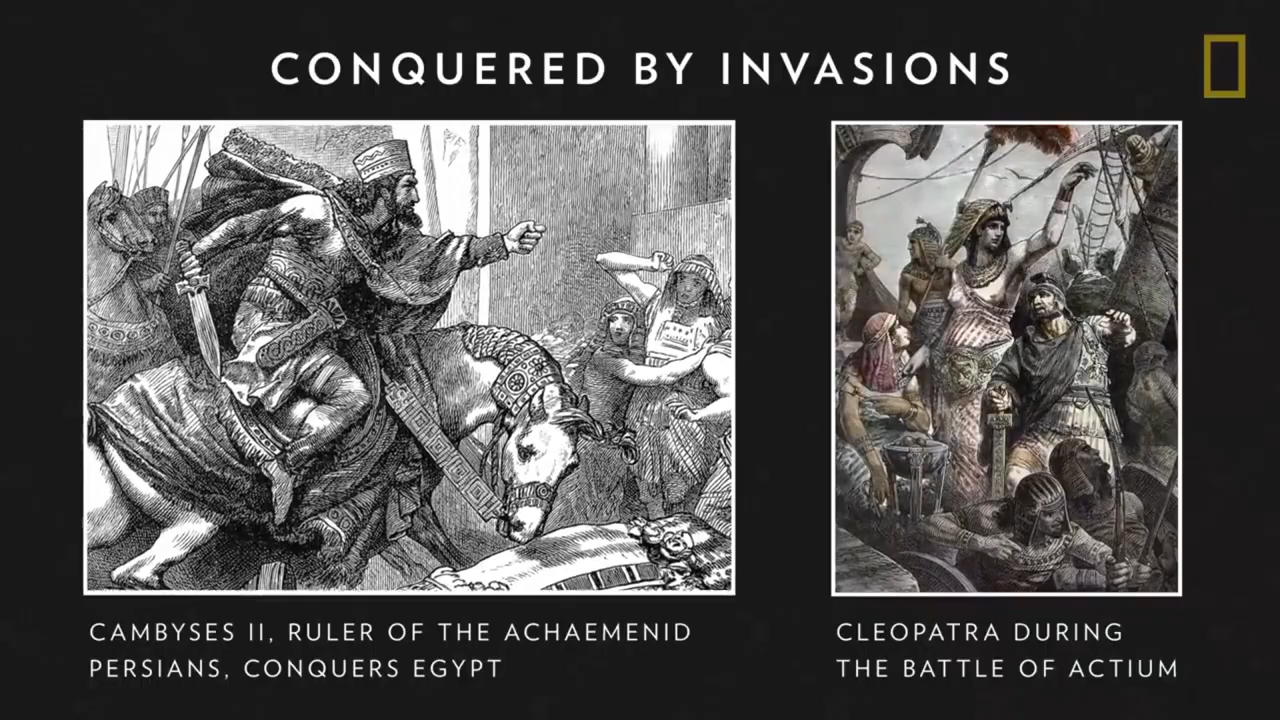 CONQUERED BY INVASIONS
CAMBYSES II, RULER OF THE ACHAEMENID
PERSIANS, CONQUERS EGYPT
CLEOPATRA DURING
THE BATTLE OF ACTIUM